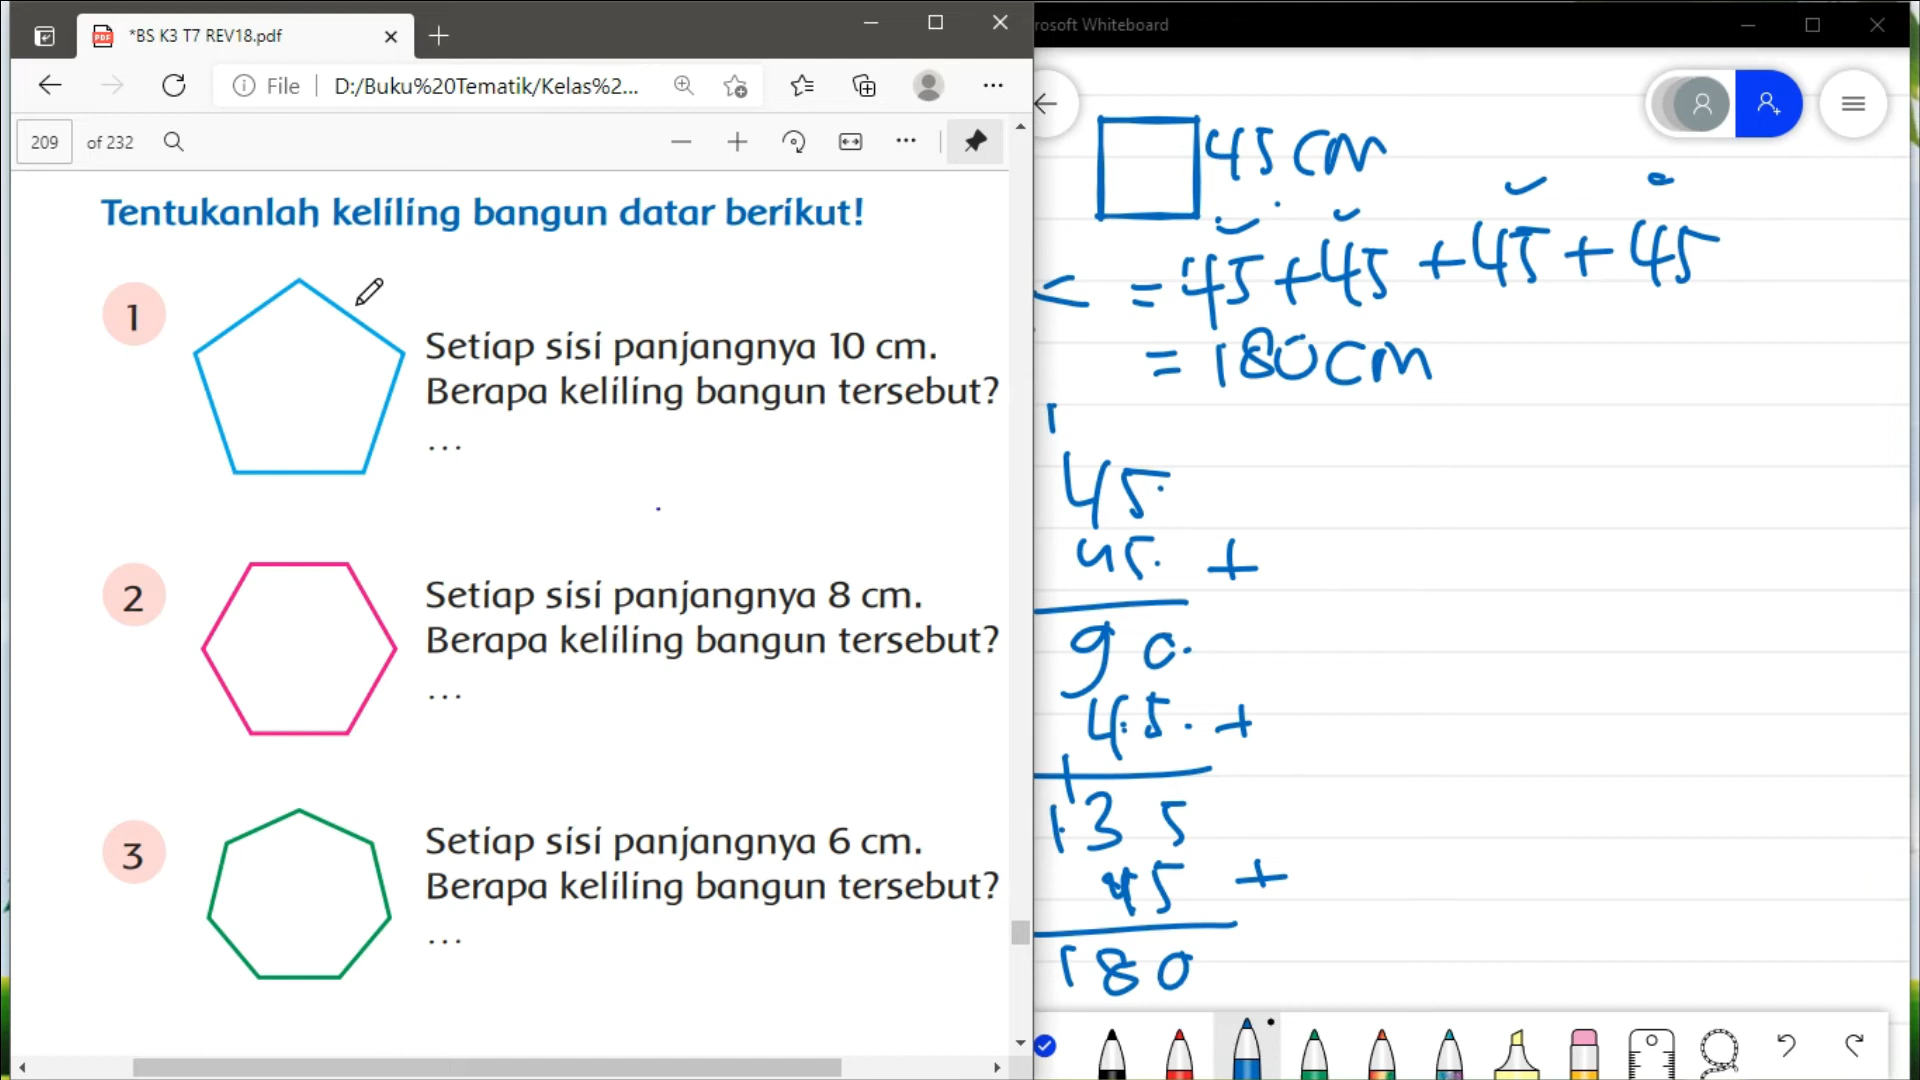 *BS K3 T7 REV18.pdf
File D:/Buku%20Tematik/Kelas%2...
209 of 232
Tentukanlah keliling bangun datar berikut!
1
Setiap sisi panjangnya 10 cm.
Berapa keliling bangun tersebut?
...
2
Setiap sisi panjangnya 8 cm.
Berapa keliling bangun tersebut?
...
3
Setiap sisi panjangnya 6 cm.
Berapa keliling bangun tersebut?
...
rosoft Whiteboard
45 cm
= 45 + 45 + 45 + 45
= 180 cm
1
45
45 +
90
45 +
1
135
45 +
180